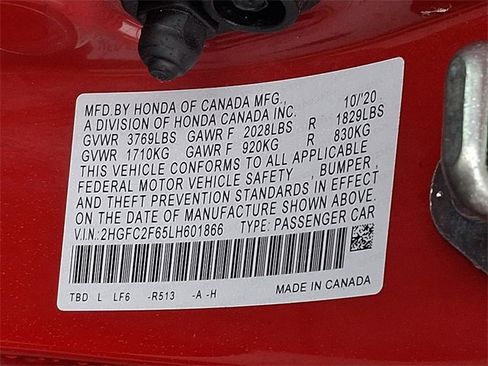 MFD.BY HONDA OF CANADA MFG., 10/'20
A DIVISION OF HONDA CANADA INC.
GVWR 3769LBS GAWR F 2028LBS R 1829LBS
GVWR 1710KG GAWR F 920KG R 830KG
THIS VEHICLE CONFORMS TO ALL APPLICABLE
FEDERAL MOTOR VEHICLE SAFETY , BUMPER ,
AND THEFT PREVENTION STANDARDS IN EFFECT
ON THE DATE OF MANUFACTURE SHOWN ABOVE.
V.I.N.:2HGFC2F65LH601866 TYPE: PASSENGER CAR
TBD L LF6 -R513 -A -H MADE IN CANADA